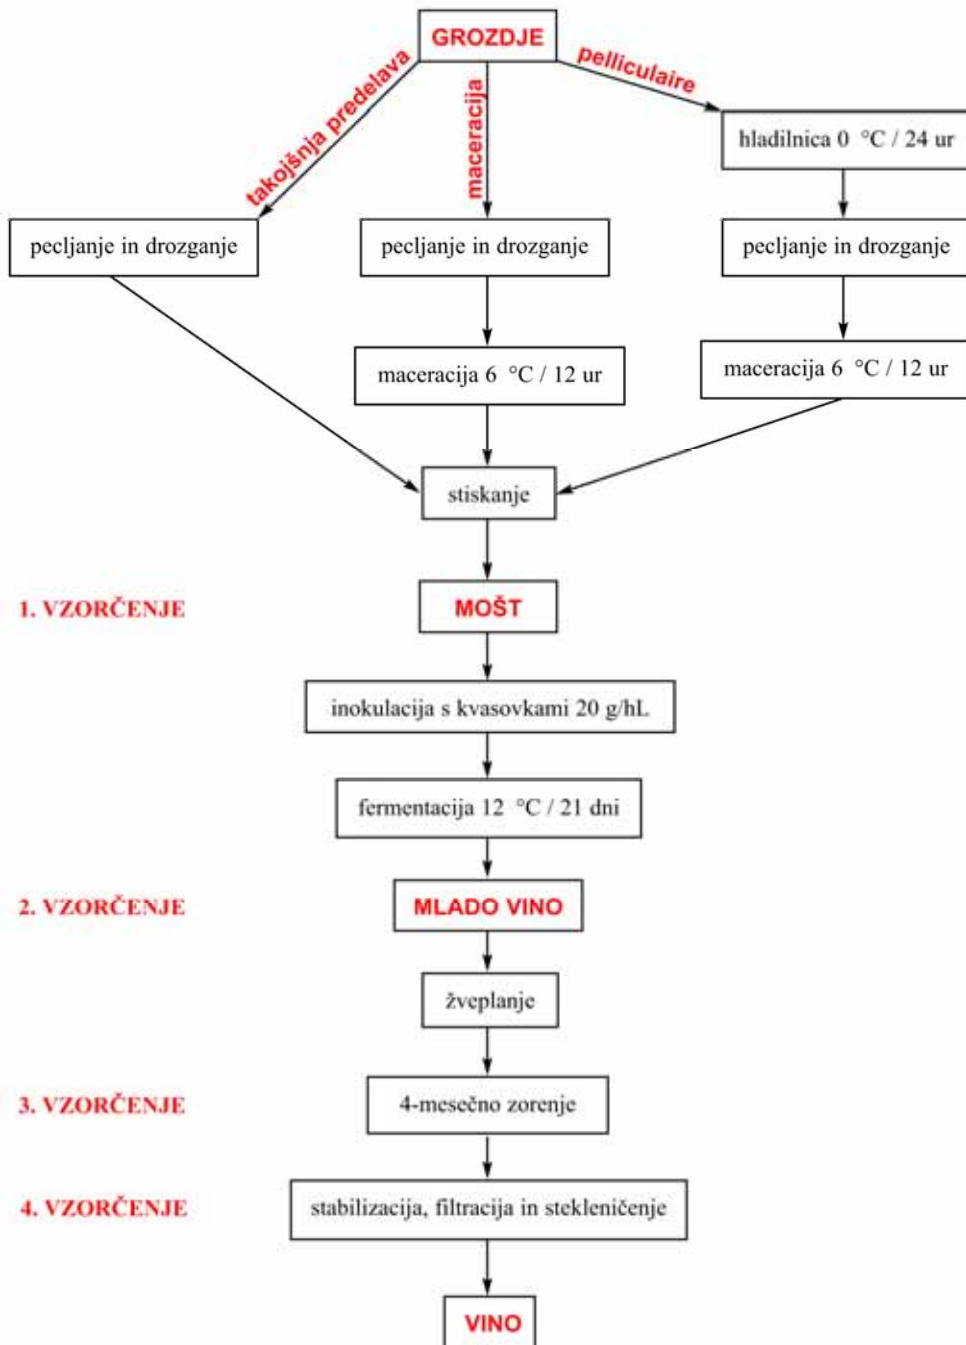 GROZDJE
takojšnja predelava
maceracija
pelliculaire
hladilnica 0 °C / 24 ur
pecljanje in drozganje
pecljanje in drozganje
pecljanje in drozganje
maceracija 6 °C / 12 ur
maceracija 6 °C / 12 ur
stiskanje
1. VZORČENJE
MOŠT
inokulacija s kvasovkami 20 g/hL
fermentacija 12 °C / 21 dni
2. VZORČENJE
MLADO VINO
žveplanje
3. VZORČENJE
4-mesečno zorenje
4. VZORČENJE
stabilizacija, filtracija in stekleničenje
VINO